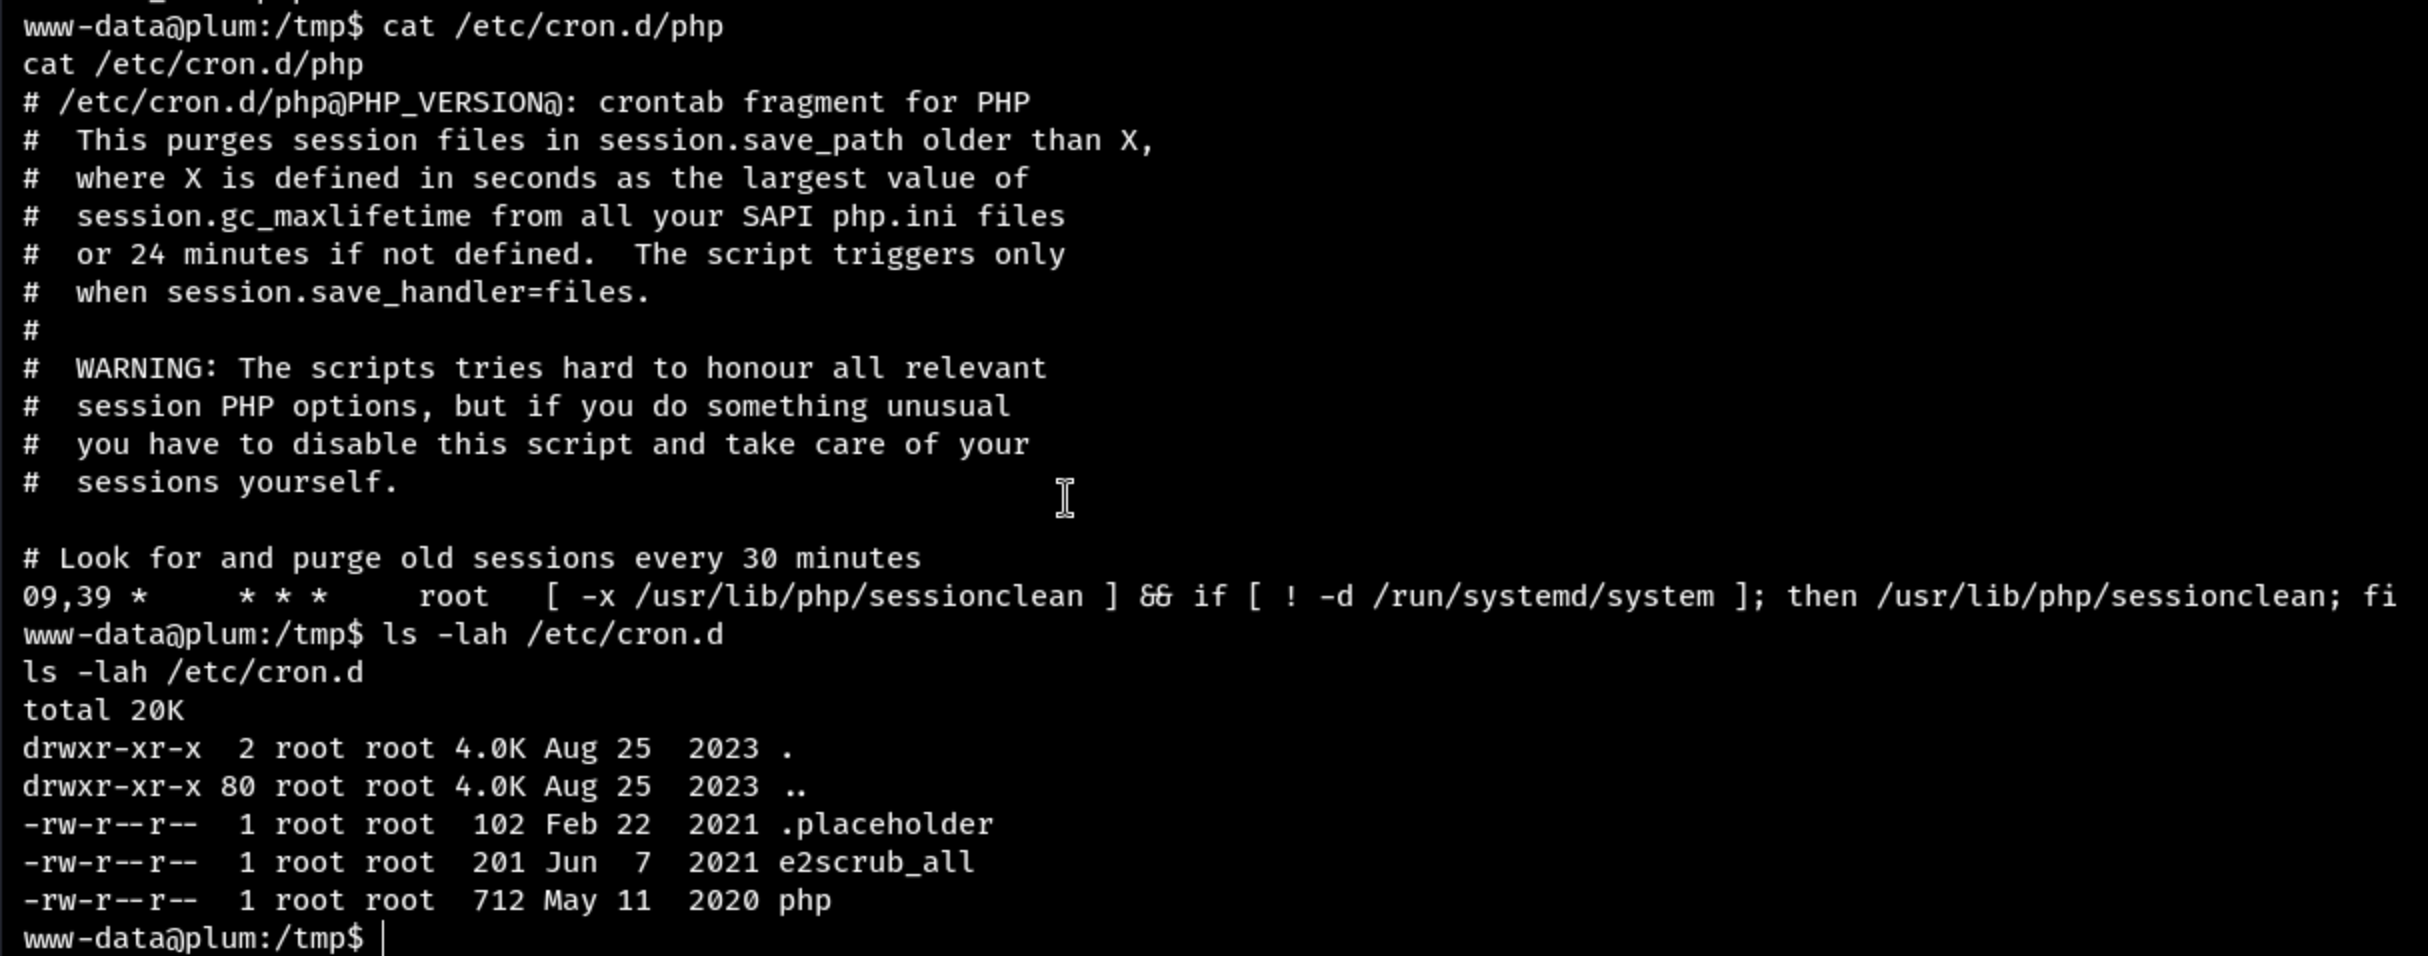 www-data@plum:/tmp$ cat /etc/cron.d/php
cat /etc/cron.d/php
# /etc/cron.d/php@PHP_VERSION@: crontab fragment for PHP
#  This purges session files in session.save_path older than X,
#  where X is defined in seconds as the largest value of
#  session.gc_maxlifetime from all your SAPI php.ini files
#  or 24 minutes if not defined.  The script triggers only
#  when session.save_handler=files.
#
#  WARNING: The scripts tries hard to honour all relevant
#  session PHP options, but if you do something unusual
#  you have to disable this script and take care of your
#  sessions yourself.

# Look for and purge old sessions every 30 minutes
09,39 *     * * *     root   [ -x /usr/lib/php/sessionclean ] && if [ ! -d /run/systemd/system ]; then /usr/lib/php/sessionclean; fi
www-data@plum:/tmp$ ls -lah /etc/cron.d
ls -lah /etc/cron.d
total 20K
drwxr-xr-x  2 root root 4.0K Aug 25  2023 .
drwxr-xr-x 80 root root 4.0K Aug 25  2023 ..
-rw-r--r--  1 root root  102 Feb 22  2021 .placeholder
-rw-r--r--  1 root root  201 Jun  7  2021 e2scrub_all
-rw-r--r--  1 root root  712 May 11  2020 php
www-data@plum:/tmp$